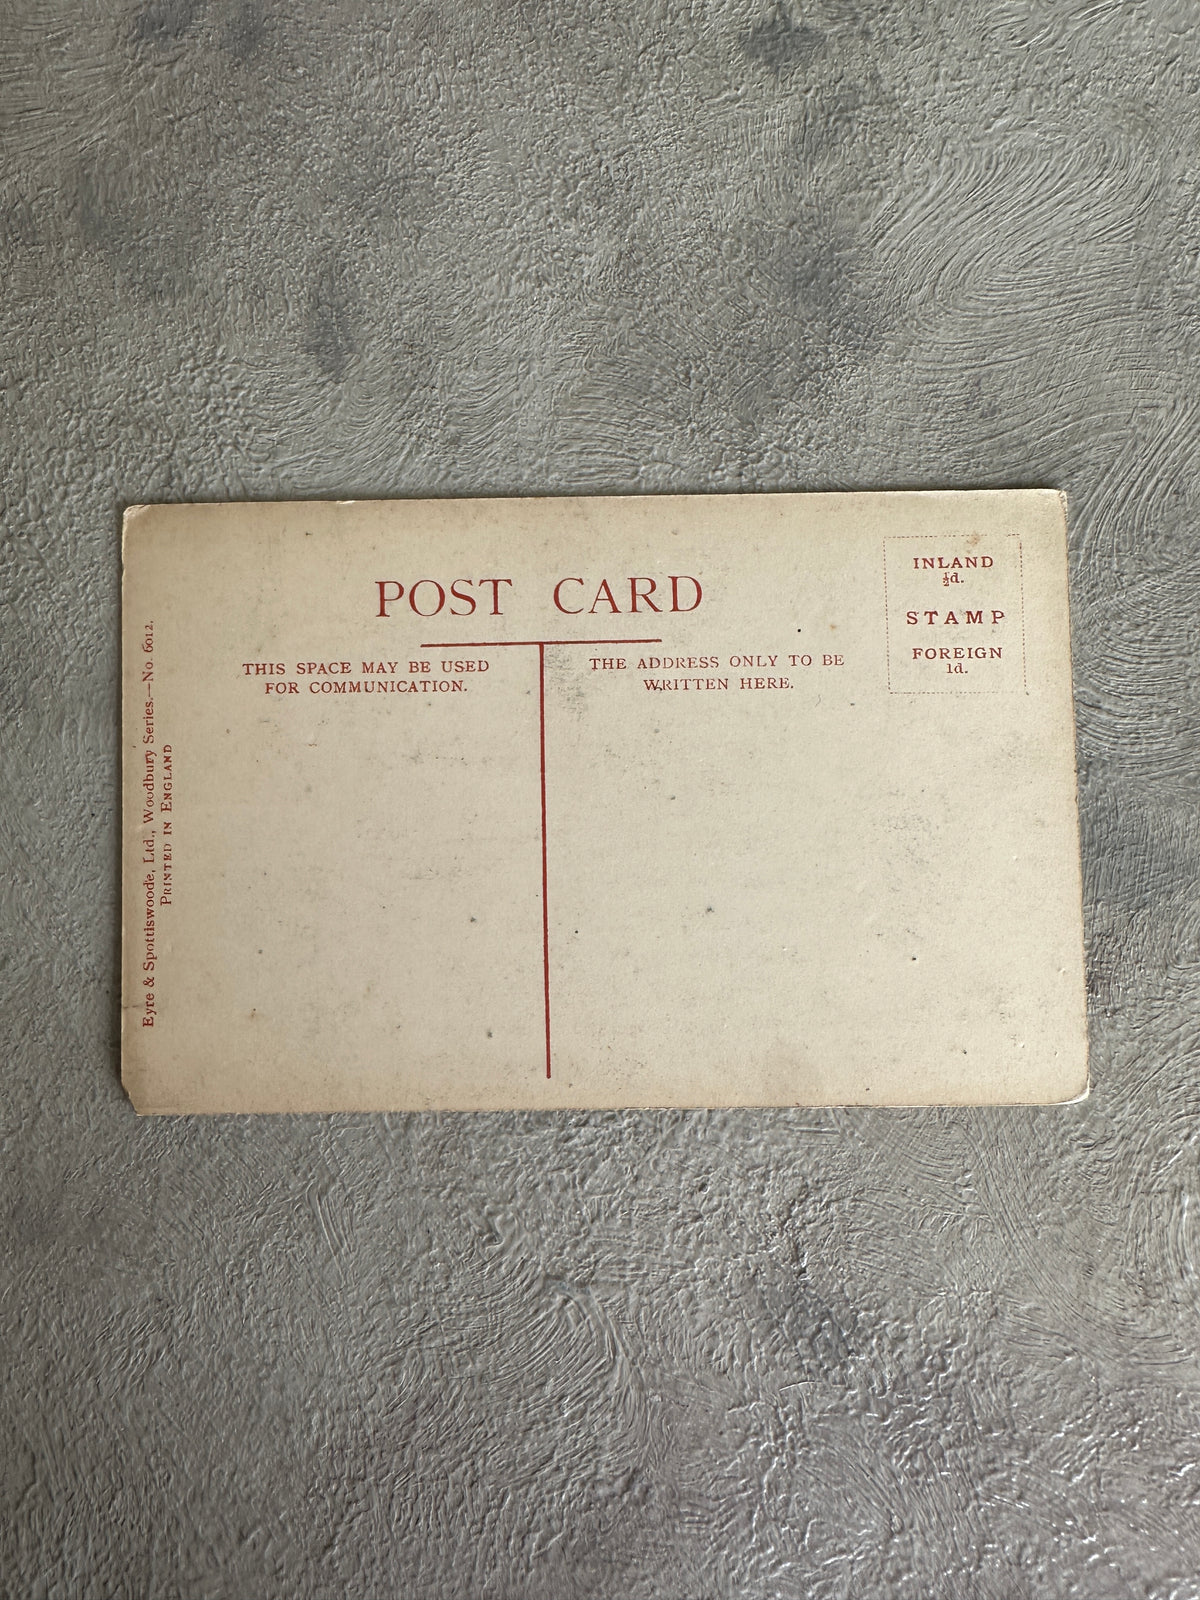 POST CARD
THIS SPACE MAY BE USED
FOR COMMUNICATION.
THE ADDRESS ONLY TO BE
WRITTEN HERE.
INLAND
½d.
STAMP
FOREIGN
1d.
Eyre & Spottiswoode, Ltd., Woodbury Series.—No. 6012.
PRINTED IN ENGLAND